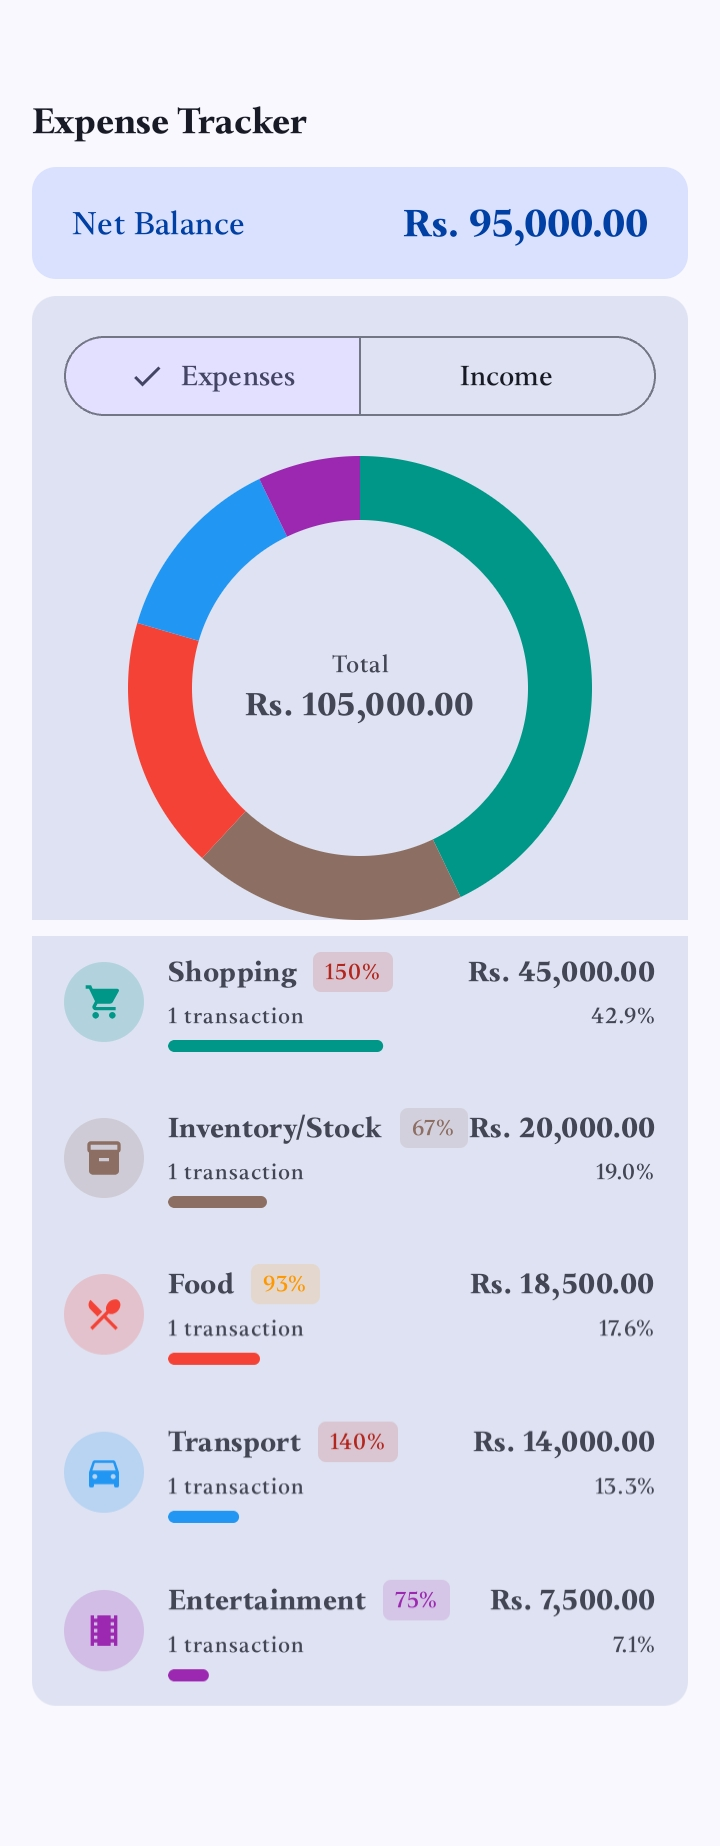 Expense Tracker
Net Balance Rs. 95,000.00
Expenses Income
Total
Rs. 105,000.00
Shopping 150% Rs. 45,000.00
1 transaction 42.9%
Inventory/Stock 67% Rs. 20,000.00
1 transaction 19.0%
Food 93% Rs. 18,500.00
1 transaction 17.6%
Transport 140% Rs. 14,000.00
1 transaction 13.3%
Entertainment 75% Rs. 7,500.00
1 transaction 7.1%